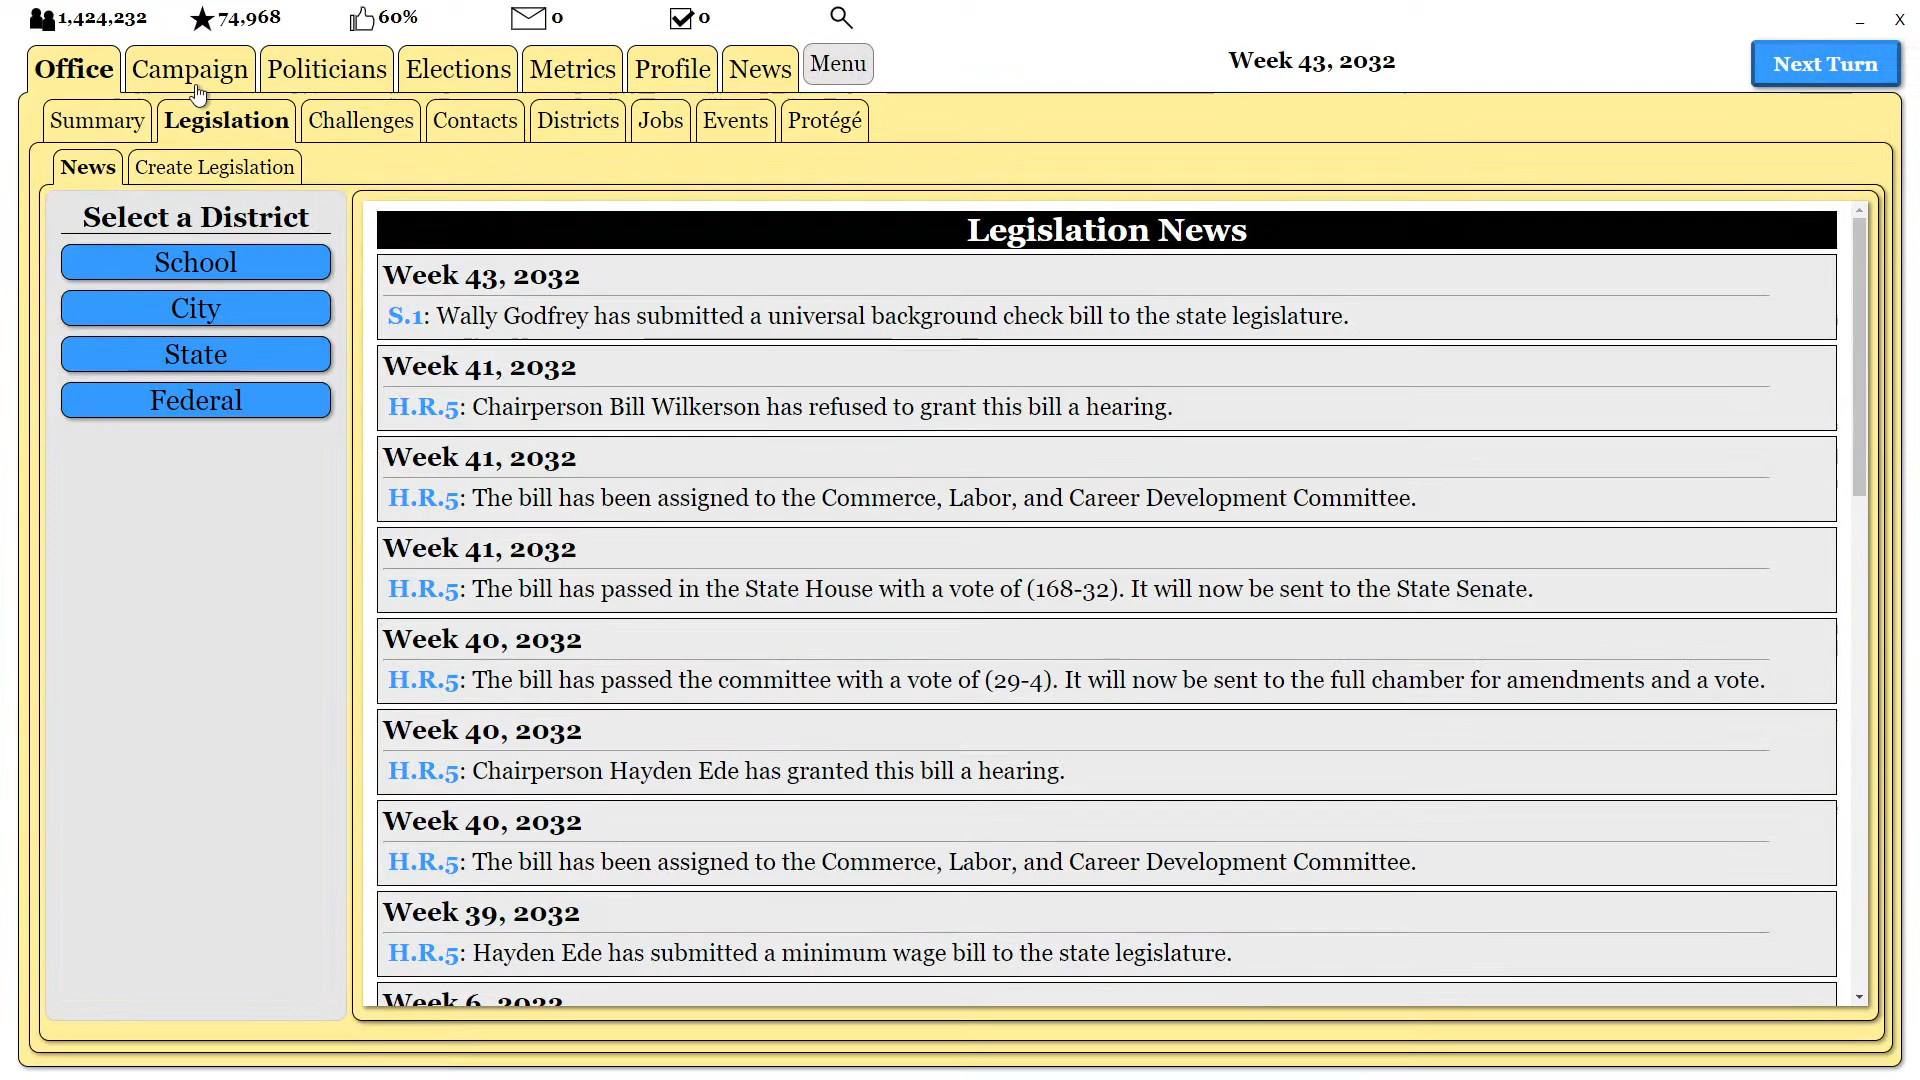 1,424,232 74,968 60% 0 0
_ X
Office Campaign Politicians Elections Metrics Profile News Menu Week 43, 2032 Next Turn
Summary Legislation Challenges Contacts Districts Jobs Events Protégé
News Create Legislation
Select a District
School
City
State
Federal
Legislation News
Week 43, 2032
S.1: Wally Godfrey has submitted a universal background check bill to the state legislature.
Week 41, 2032
H.R.5: Chairperson Bill Wilkerson has refused to grant this bill a hearing.
Week 41, 2032
H.R.5: The bill has been assigned to the Commerce, Labor, and Career Development Committee.
Week 41, 2032
H.R.5: The bill has passed in the State House with a vote of (168-32). It will now be sent to the State Senate.
Week 40, 2032
H.R.5: The bill has passed the committee with a vote of (29-4). It will now be sent to the full chamber for amendments and a vote.
Week 40, 2032
H.R.5: Chairperson Hayden Ede has granted this bill a hearing.
Week 40, 2032
H.R.5: The bill has been assigned to the Commerce, Labor, and Career Development Committee.
Week 39, 2032
H.R.5: Hayden Ede has submitted a minimum wage bill to the state legislature.
Week 6, 2032